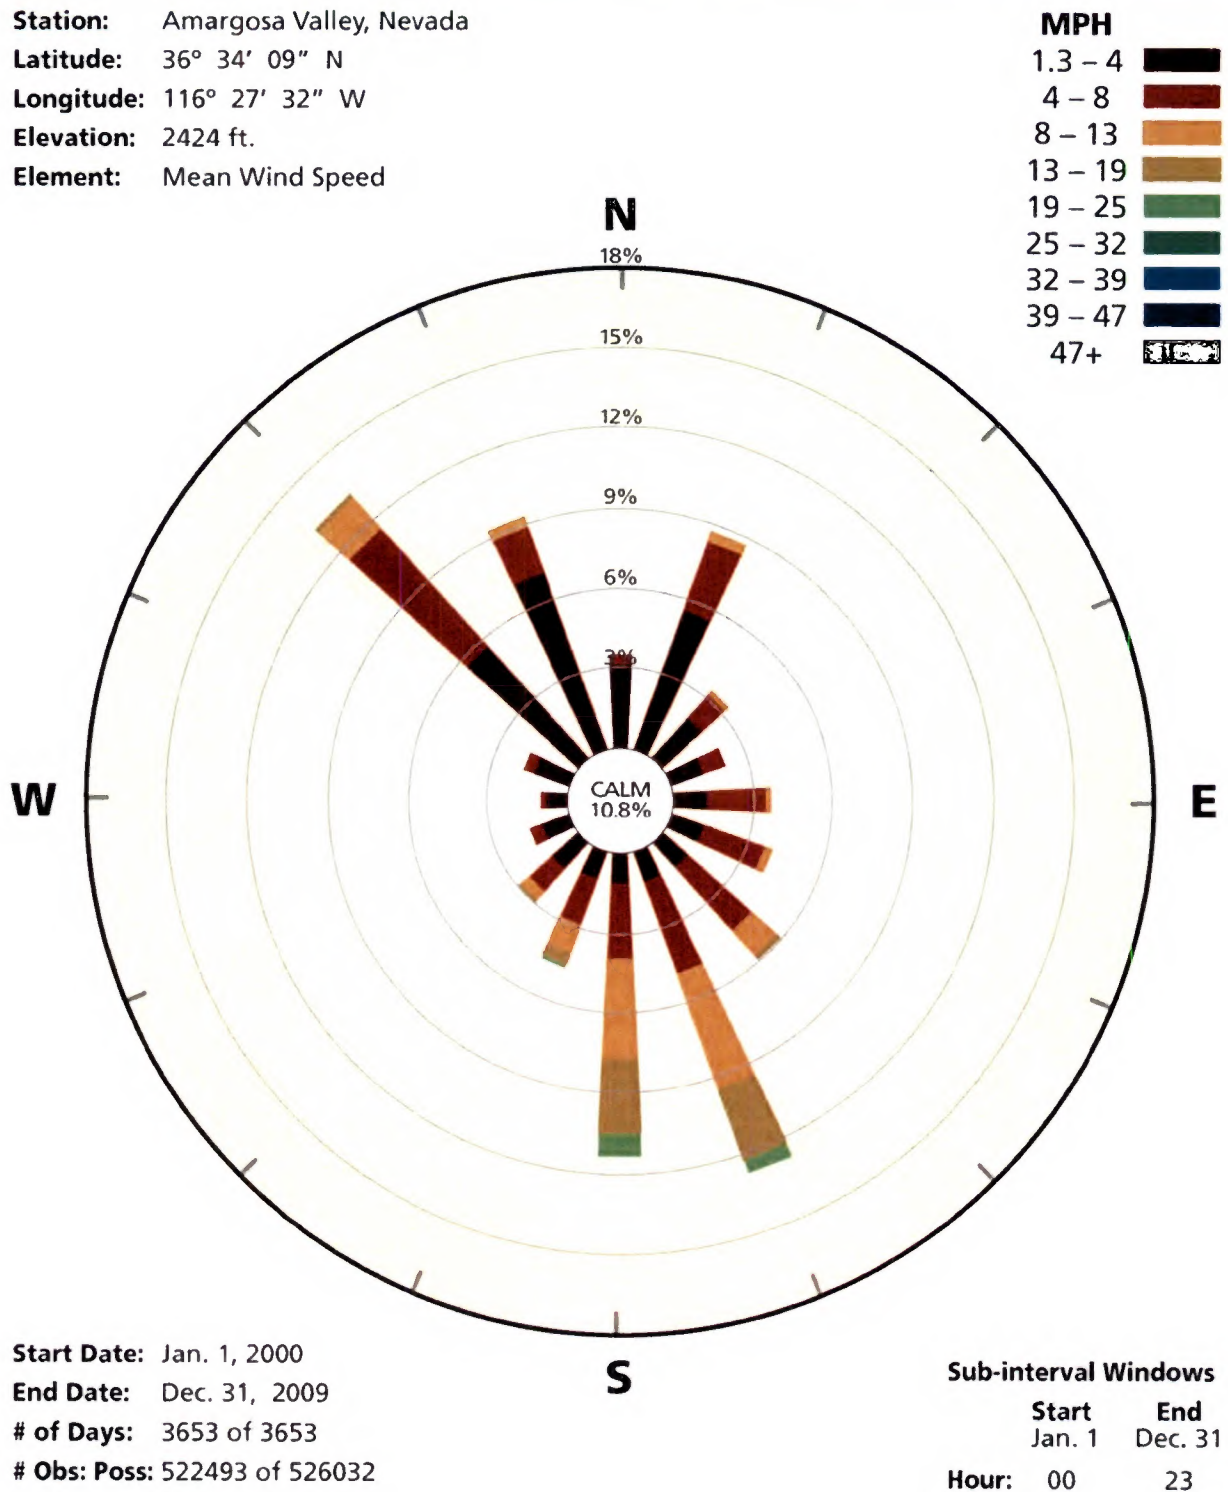 Station: Amargosa Valley, Nevada
Latitude: 36° 34′ 09″ N
Longitude: 116° 27′ 32″ W
Elevation: 2424 ft.
Element: Mean Wind Speed
MPH
1.3 – 4
4 – 8
8 – 13
13 – 19
19 – 25
25 – 32
32 – 39
39 – 47
47+
N
18%
15%
12%
9%
6%
3%
W
CALM
10.8%
E
S
Start Date: Jan. 1, 2000
End Date: Dec. 31, 2009
# of Days: 3653 of 3653
# Obs: Poss: 522493 of 526032
Sub-interval Windows
Start End
Jan. 1 Dec. 31
Hour: 00 23